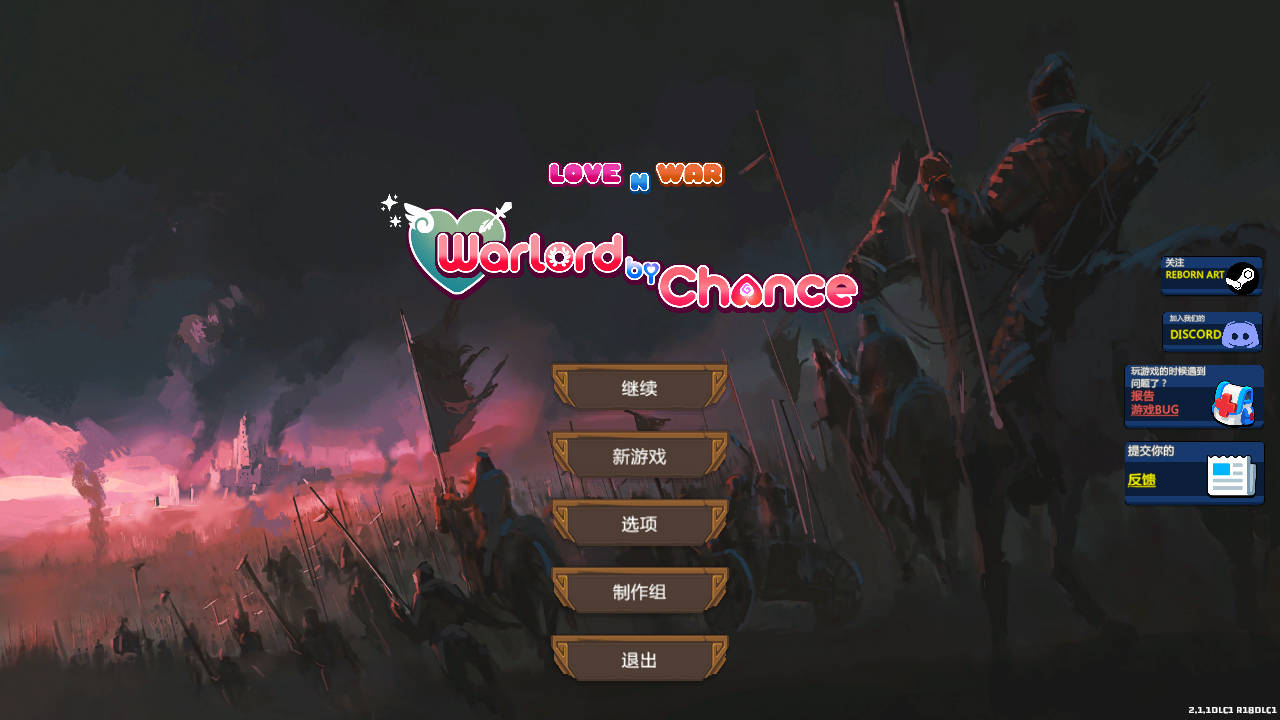 LOVE N WAR
Warlord by Chance
继续
新游戏
选项
制作组
退出
关注
REBORN ART
加入我们的
DISCORD
玩游戏的时候遇到
问题了？
报告
游戏BUG
提交你的
反馈
2.1.1DLC1 R18DLC1